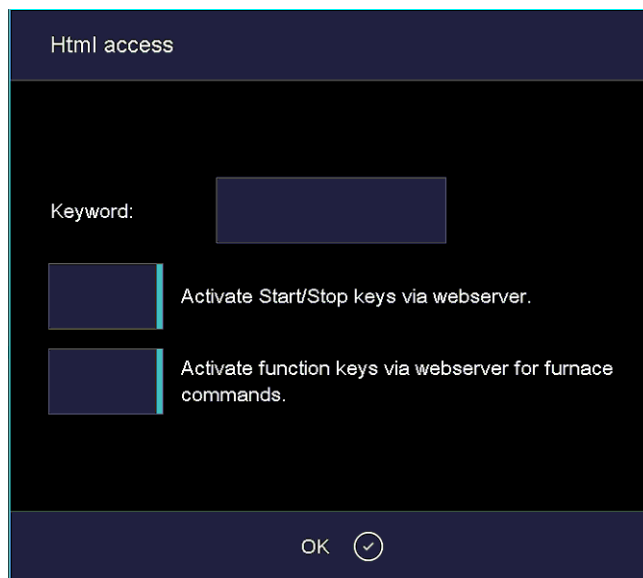 Html access
Keyword:
Activate Start/Stop keys via webserver.
Activate function keys via webserver for furnace
commands.
OK